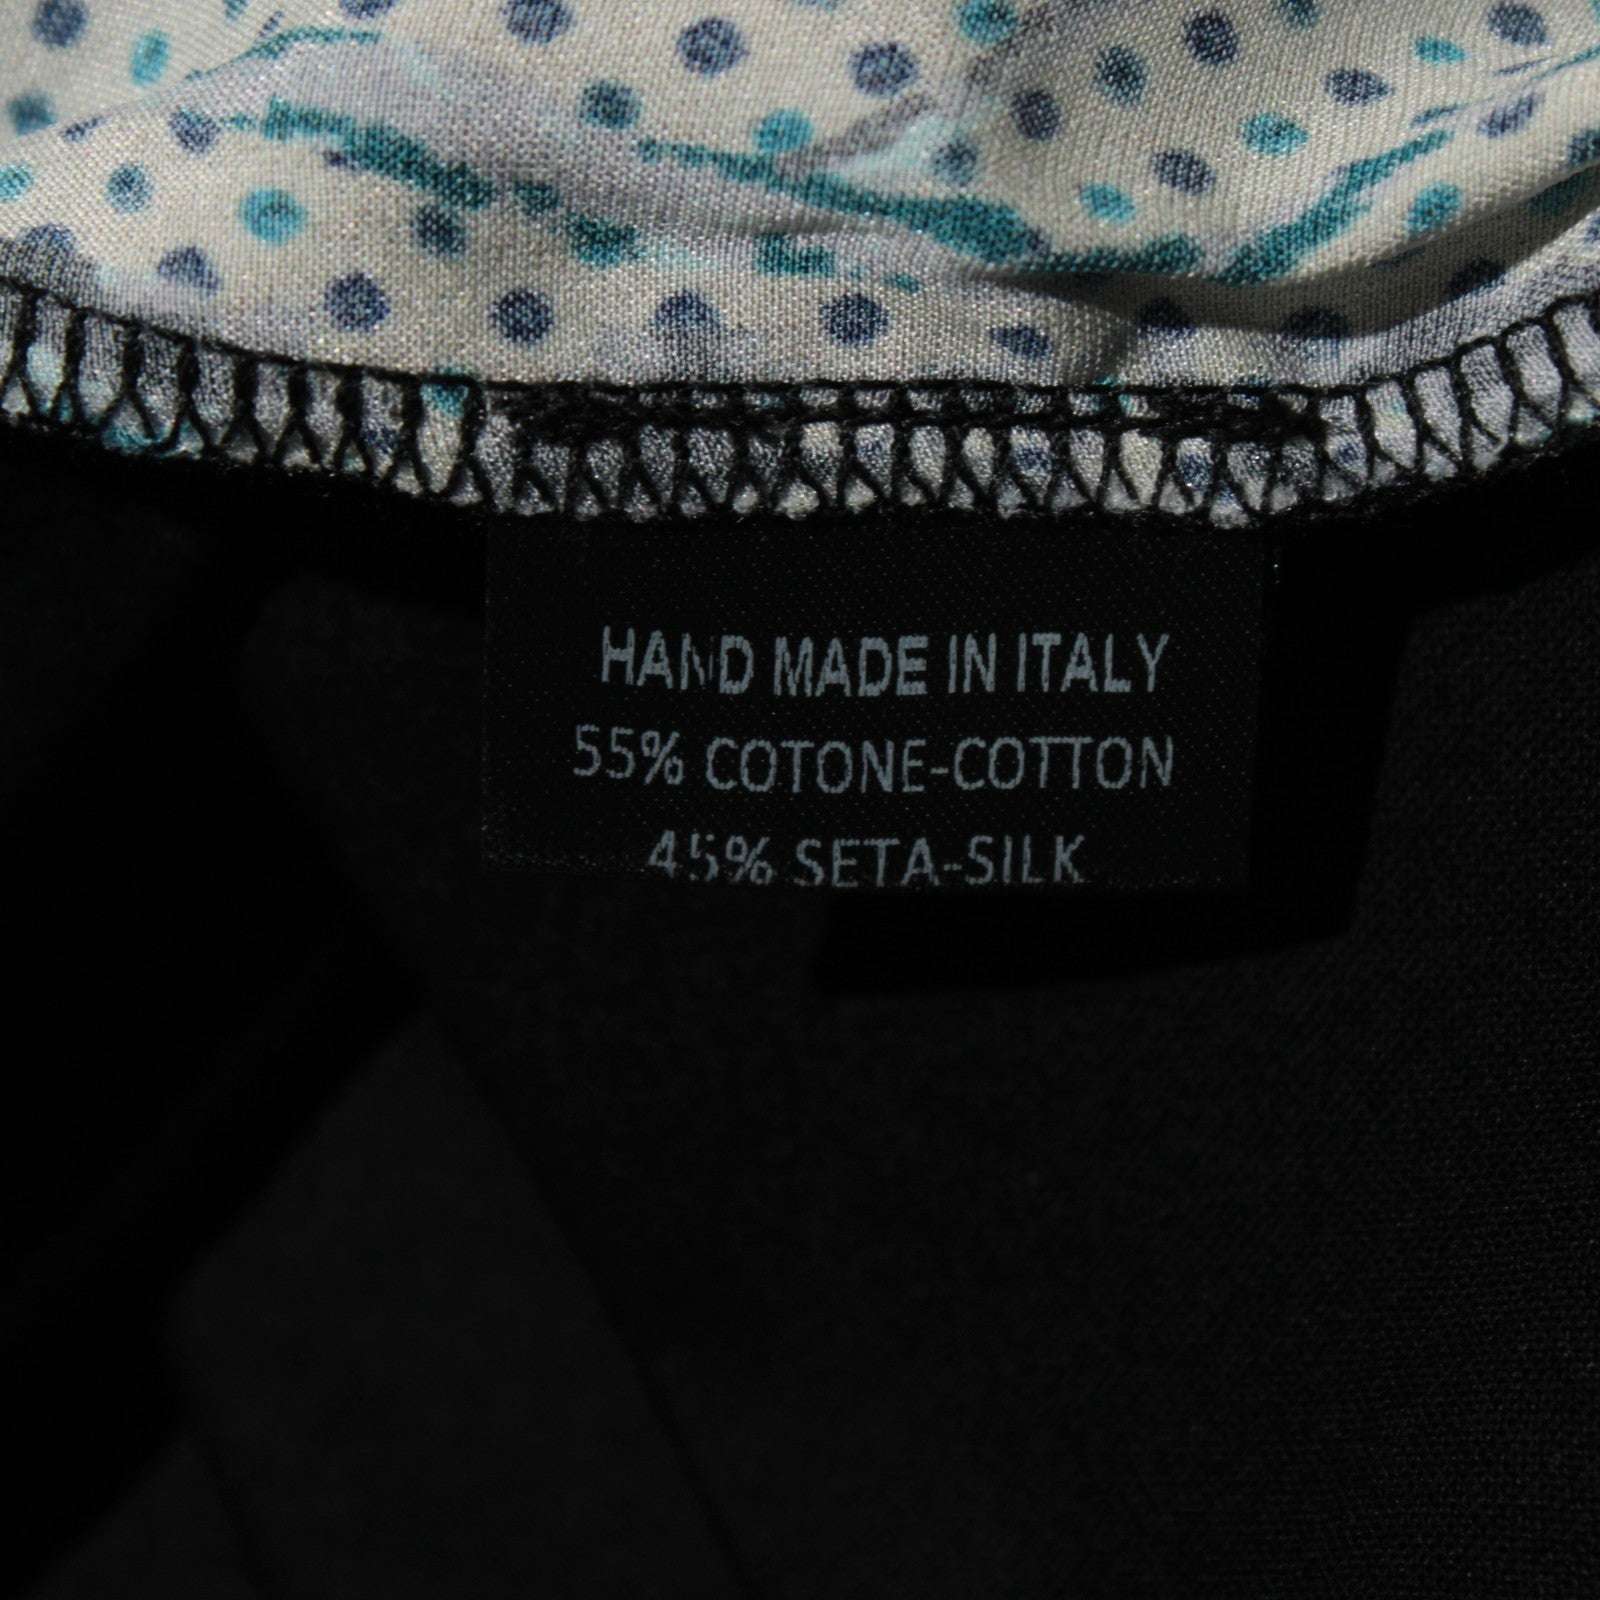 HAND MADE IN ITALY
55% COTONE-COTTON
45% SETA-SILK